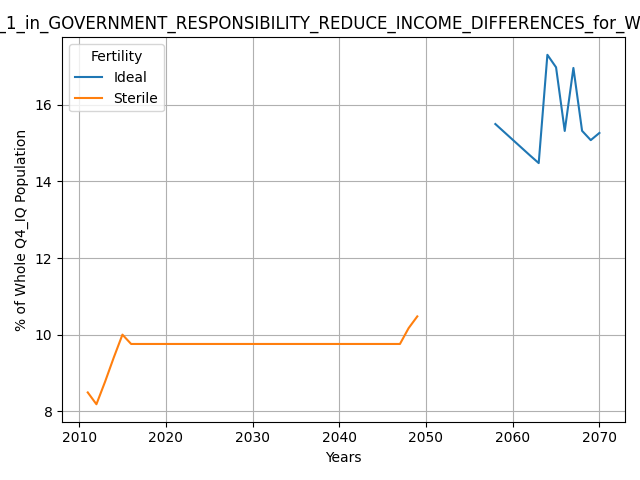 _1_in_GOVERNMENT_RESPONSIBILITY_REDUCE_INCOME_DIFFERENCES_for_W
Fertility
Ideal
Sterile
% of Whole Q4_IQ Population
16
14
12
10
8
2010 2020 2030 2040 2050 2060 2070
Years